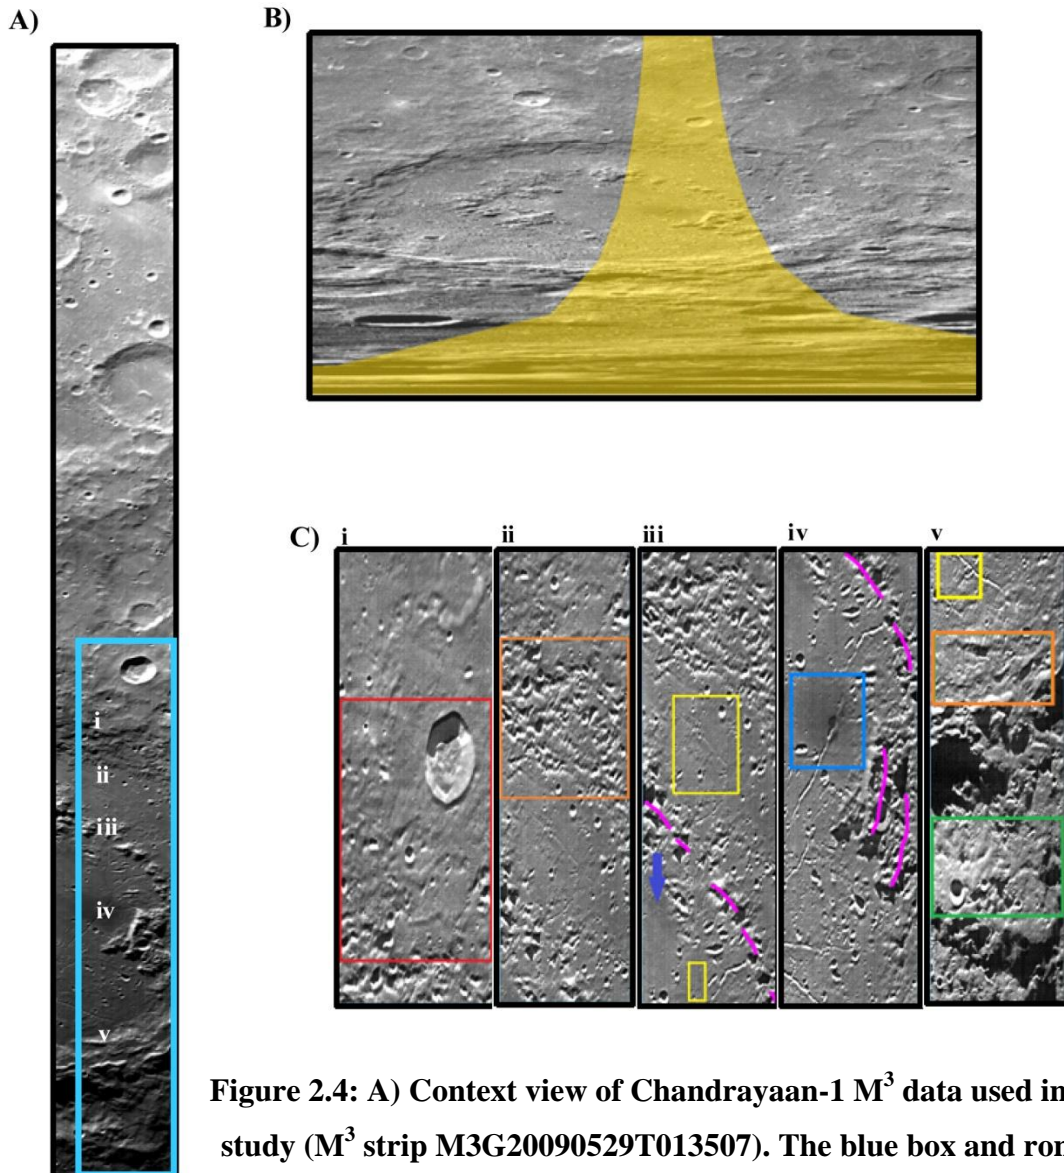 A)
B)
i
ii
iii
iv
v
C)
i
ii
iii
iv
v
Figure 2.4: A) Context view of Chandrayaan-1 M³ data used in
study (M³ strip M3G20090529T013507). The blue box and